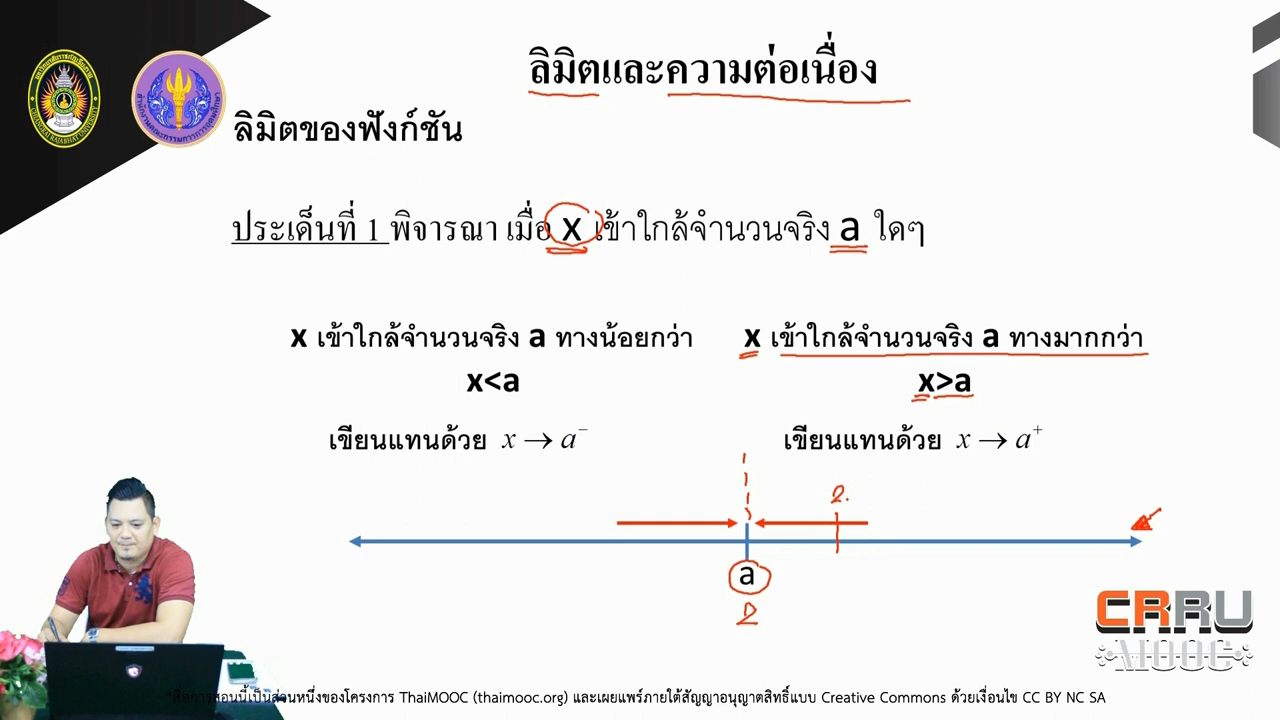 ลิมิตและความต่อเนื่อง
ลิมิตของฟังก์ชัน
ประเด็นที่ 1 พิจารณา เมื่อ x เข้าใกล้จำนวนจริง a ใดๆ
x เข้าใกล้จำนวนจริง a ทางน้อยกว่า
x<a
เขียนแทนด้วย x → a⁻
x เข้าใกล้จำนวนจริง a ทางมากกว่า
x>a
เขียนแทนด้วย x → a⁺
2.
a
2
CRRU
MOOC
"สื่อการสอนนี้เป็นส่วนหนึ่งของโครงการ ThaiMOOC (thaimooc.org) และเผยแพร่ภายใต้สัญญาอนุญาตสิทธิ์แบบ Creative Commons ด้วยเงื่อนไข CC BY NC SA